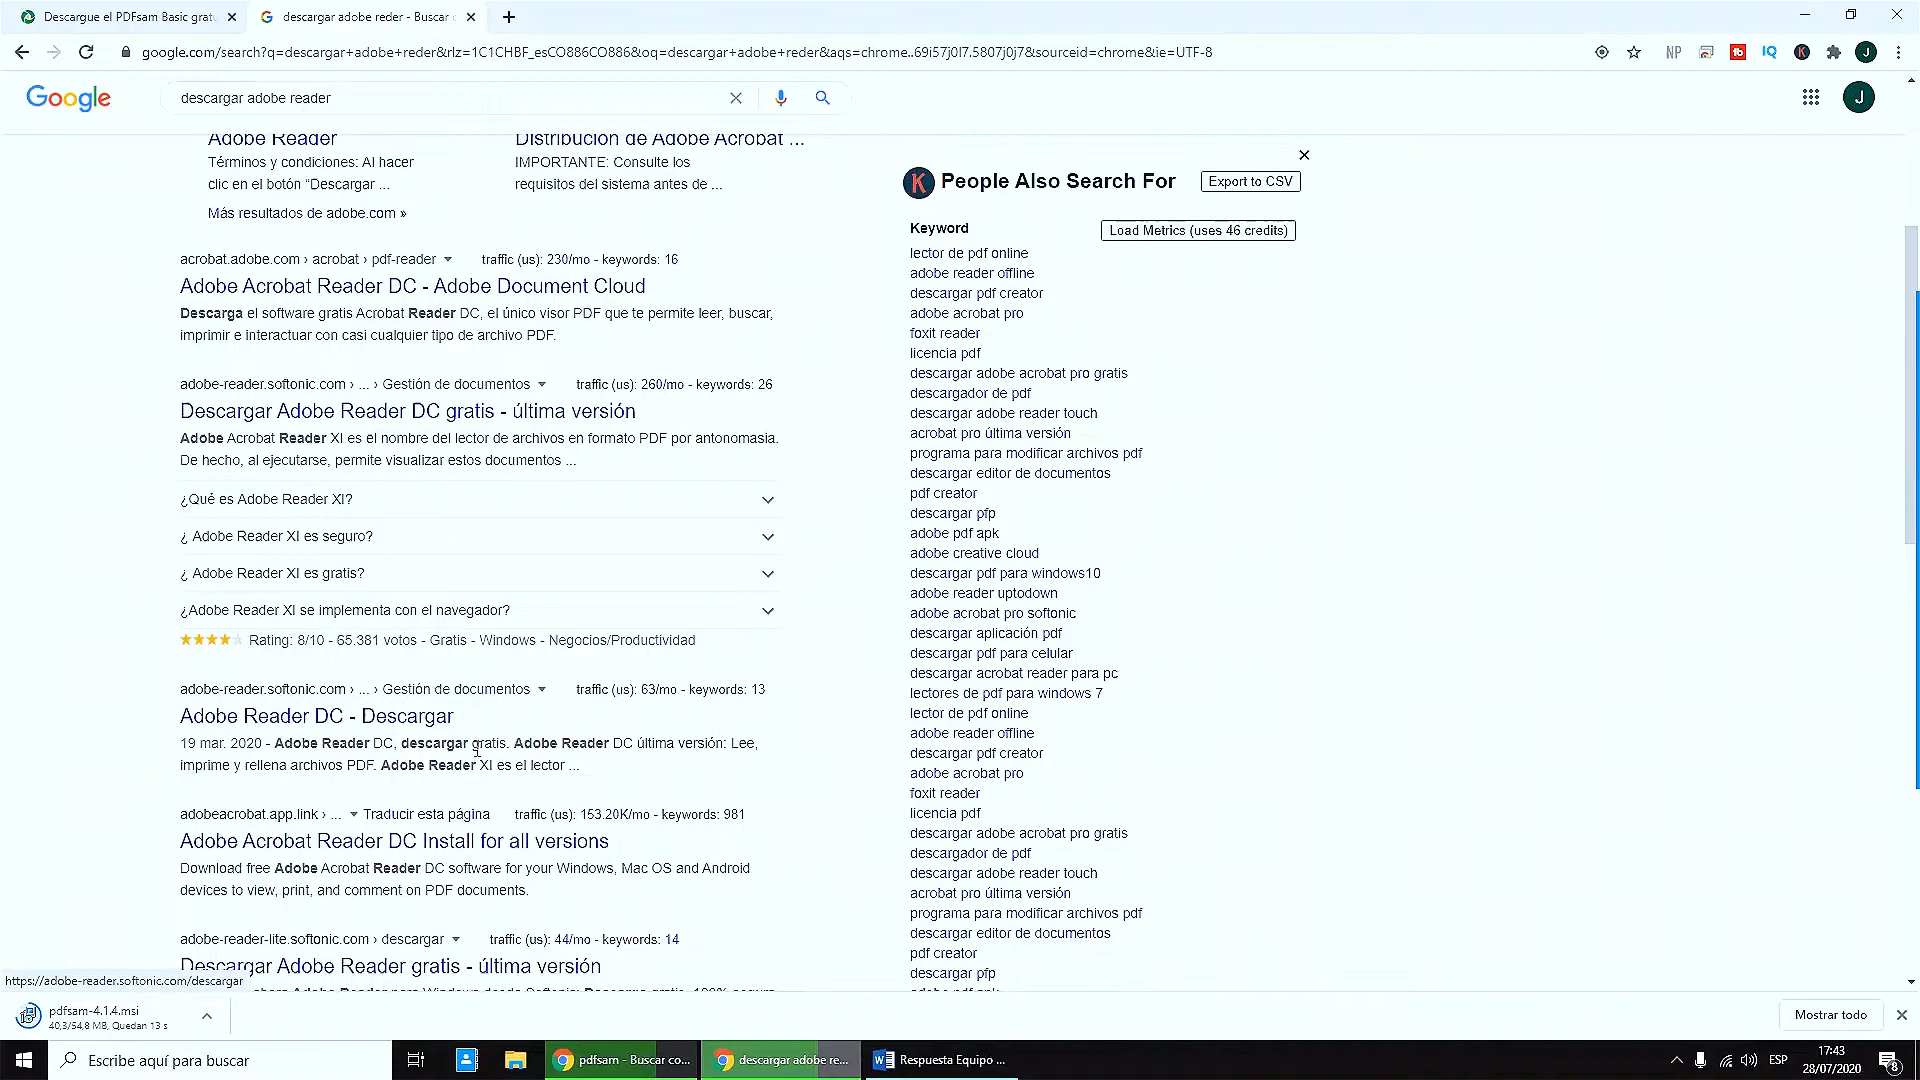 Descargue el PDFsam Basic gratu
descargar adobe reder - Buscar c
google.com/search?q=descargar+adobe+reder&rlz=1C1CHBF_esCO886CO886&oq=descargar+adobe+reder&aqs=chrome..69i57j0l7.5807j0j7&sourceid=chrome&ie=UTF-8
NP
IQ
K
J
Google
descargar adobe reader
J
Adobe Reader
Términos y condiciones: Al hacer
clic en el botón “Descargar ...
Distribución de Adobe Acrobat ...
IMPORTANTE: Consulte los
requisitos del sistema antes de ...
Más resultados de adobe.com »
acrobat.adobe.com › acrobat › pdf-reader
traffic (us): 230/mo - keywords: 16
Adobe Acrobat Reader DC - Adobe Document Cloud
Descarga el software gratis Acrobat Reader DC, el único visor PDF que te permite leer, buscar,
imprimir e interactuar con casi cualquier tipo de archivo PDF.
adobe-reader.softonic.com › ... › Gestión de documentos
traffic (us): 260/mo - keywords: 26
Descargar Adobe Reader DC gratis - última versión
Adobe Acrobat Reader XI es el nombre del lector de archivos en formato PDF por antonomasia.
De hecho, al ejecutarse, permite visualizar estos documentos ...
¿Qué es Adobe Reader XI?
¿ Adobe Reader XI es seguro?
¿ Adobe Reader XI es gratis?
¿Adobe Reader XI se implementa con el navegador?
Rating: 8/10 - 65.381 votos - Gratis - Windows - Negocios/Productividad
adobe-reader.softonic.com › ... › Gestión de documentos
traffic (us): 63/mo - keywords: 13
Adobe Reader DC - Descargar
19 mar. 2020 - Adobe Reader DC, descargar gratis. Adobe Reader DC última versión: Lee,
imprime y rellena archivos PDF. Adobe Reader XI es el lector ...
adobeacrobat.app.link › ...
Traducir esta página
traffic (us): 153.20K/mo - keywords: 981
Adobe Acrobat Reader DC Install for all versions
Download free Adobe Acrobat Reader DC software for your Windows, Mac OS and Android
devices to view, print, and comment on PDF documents.
adobe-reader-lite.softonic.com › descargar
traffic (us): 44/mo - keywords: 14
Descargar Adobe Reader gratis - última versión
https://adobe-reader.softonic.com/descargar
K
People Also Search For
Export to CSV
Keyword
Load Metrics (uses 46 credits)
lector de pdf online
adobe reader offline
descargar pdf creator
adobe acrobat pro
foxit reader
licencia pdf
descargar adobe acrobat pro gratis
descargador de pdf
descargar adobe reader touch
acrobat pro última versión
programa para modificar archivos pdf
descargar editor de documentos
pdf creator
descargar pfp
adobe pdf apk
adobe creative cloud
descargar pdf para windows10
adobe reader uptodown
adobe acrobat pro softonic
descargar aplicación pdf
descargar pdf para celular
descargar acrobat reader para pc
lectores de pdf para windows 7
lector de pdf online
adobe reader offline
descargar pdf creator
adobe acrobat pro
foxit reader
licencia pdf
descargar adobe acrobat pro gratis
descargador de pdf
descargar adobe reader touch
acrobat pro última versión
programa para modificar archivos pdf
descargar editor de documentos
pdf creator
descargar pfp
adobe pdf apk
pdfsam-4.1.4.msi
40,3/54,8 MB, Quedan 13 s
Mostrar todo
Escribe aquí para buscar
pdfsam - Buscar co...
descargar adobe re...
Respuesta Equipo ...
ESP
17:43
28/07/2020
8